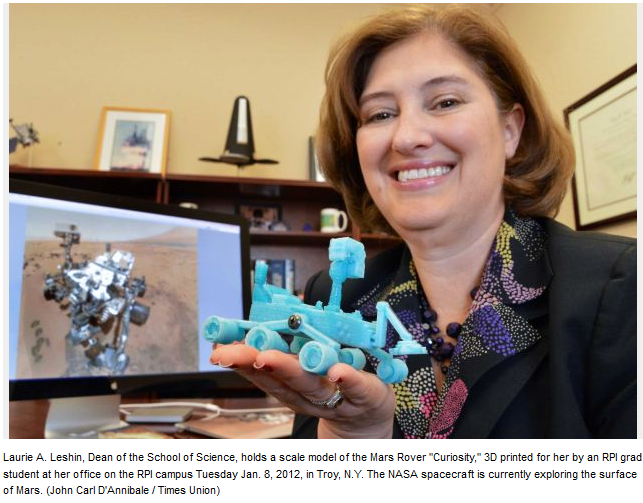 Laurie A. Leshin, Dean of the School of Science, holds a scale model of the Mars Rover "Curiosity," 3D printed for her by an RPI grad
student at her office on the RPI campus Tuesday Jan. 8, 2012, in Troy, N.Y. The NASA spacecraft is currently exploring the surface
of Mars. (John Carl D'Annibale / Times Union)